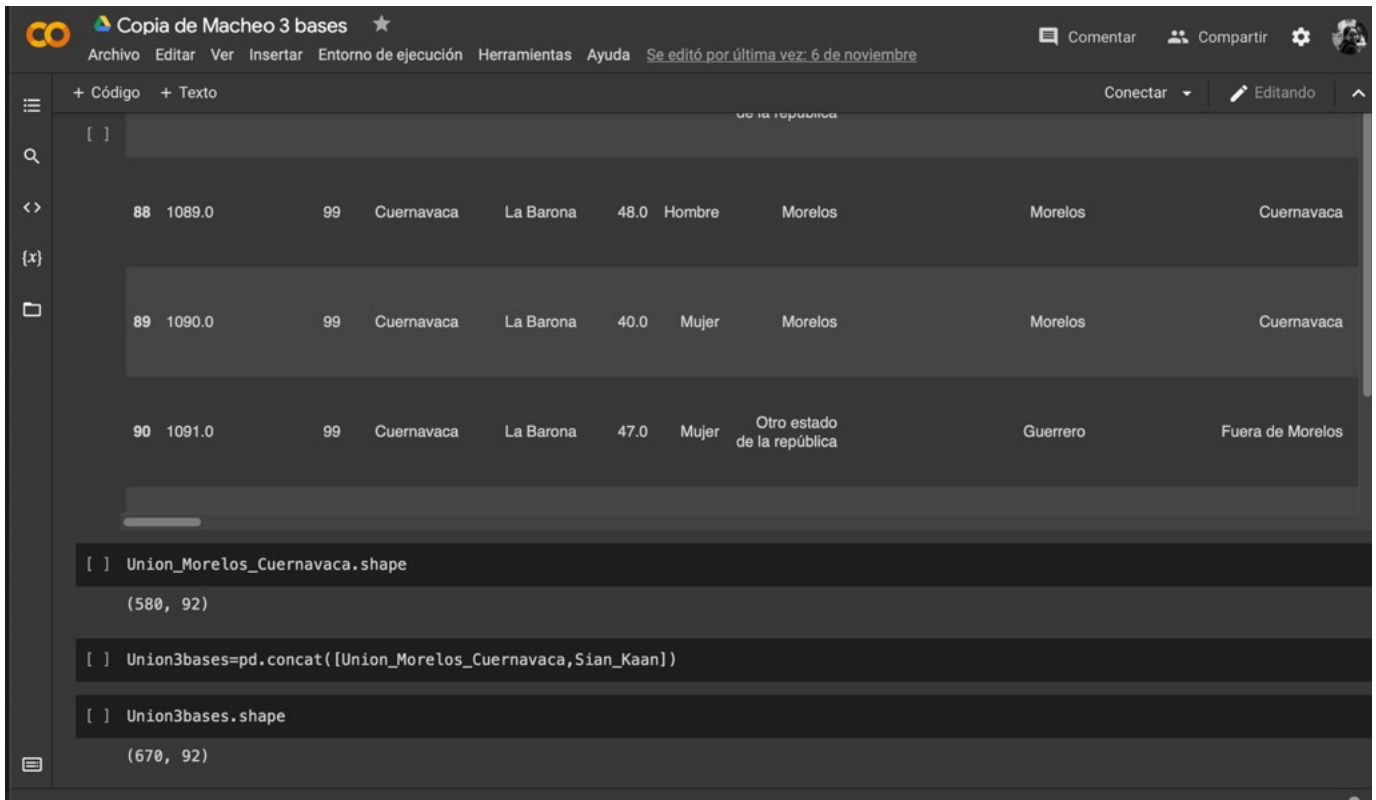 CO Copia de Macheo 3 bases
Comentar Compartir
Archivo Editar Ver Insertar Entorno de ejecución Herramientas Ayuda Se editó por última vez: 6 de noviembre
+ Código + Texto Conectar Editando
de la república
[ ]
88 1089.0 99 Cuernavaca La Barona 48.0 Hombre Morelos Morelos Cuernavaca
{x}
89 1090.0 99 Cuernavaca La Barona 40.0 Mujer Morelos Morelos Cuernavaca
90 1091.0 99 Cuernavaca La Barona 47.0 Mujer Otro estado de la república Guerrero Fuera de Morelos
[ ] Union_Morelos_Cuernavaca.shape
(580, 92)
[ ] Union3bases=pd.concat([Union_Morelos_Cuernavaca,Sian_Kaan])
[ ] Union3bases.shape
(670, 92)